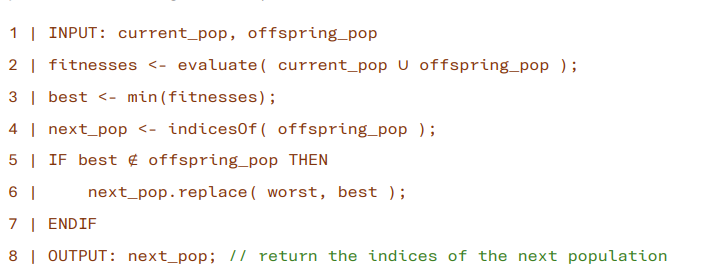 1 | INPUT: current_pop, offspring_pop
2 | fitnesses <- evaluate( current_pop ∪ offspring_pop );
3 | best <- min(fitnesses);
4 | next_pop <- indicesOf( offspring_pop );
5 | IF best ∉ offspring_pop THEN
6 |     next_pop.replace( worst, best );
7 | ENDIF
8 | OUTPUT: next_pop; // return the indices of the next population